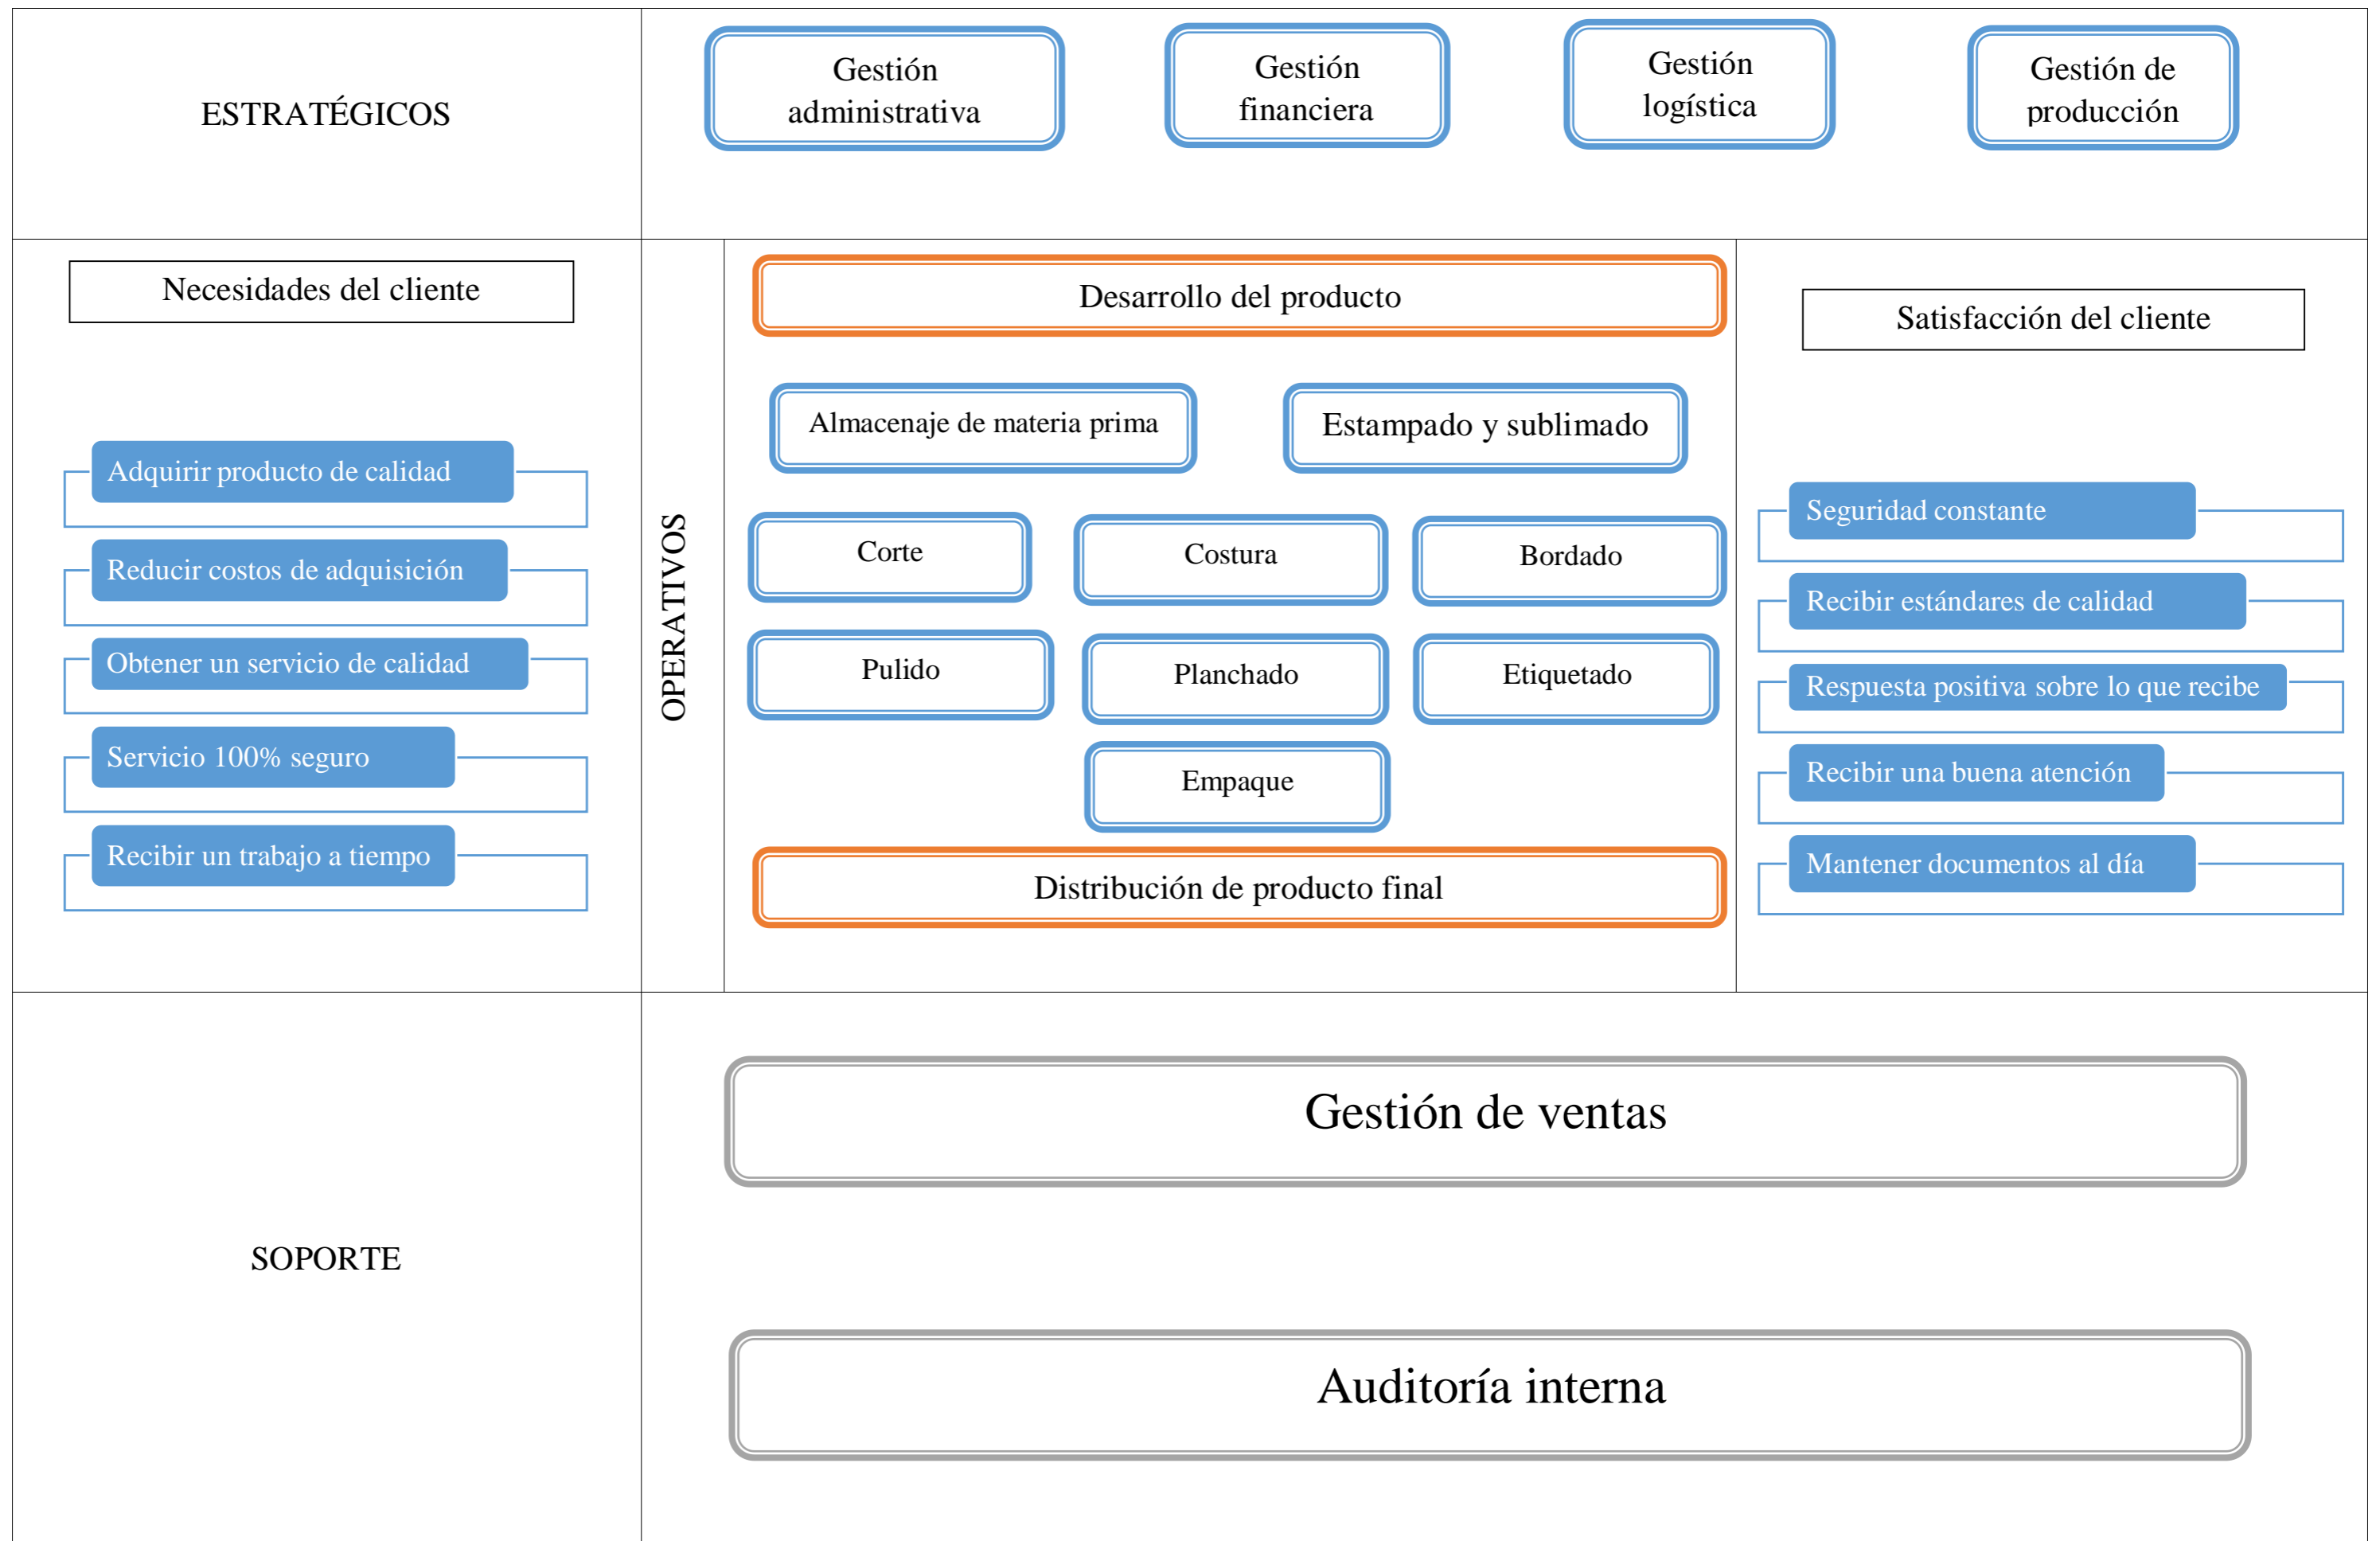 ESTRATÉGICOS
Gestión
administrativa
Gestión
financiera
Gestión
logística
Gestión de
producción
Necesidades del cliente
Adquirir producto de calidad
Reducir costos de adquisición
Obtener un servicio de calidad
Servicio 100% seguro
Recibir un trabajo a tiempo
OPERATIVOS
Desarrollo del producto
Almacenaje de materia prima
Estampado y sublimado
Corte
Costura
Bordado
Pulido
Planchado
Etiquetado
Empaque
Distribución de producto final
Satisfacción del cliente
Seguridad constante
Recibir estándares de calidad
Respuesta positiva sobre lo que recibe
Recibir una buena atención
Mantener documentos al día
SOPORTE
Gestión de ventas
Auditoría interna